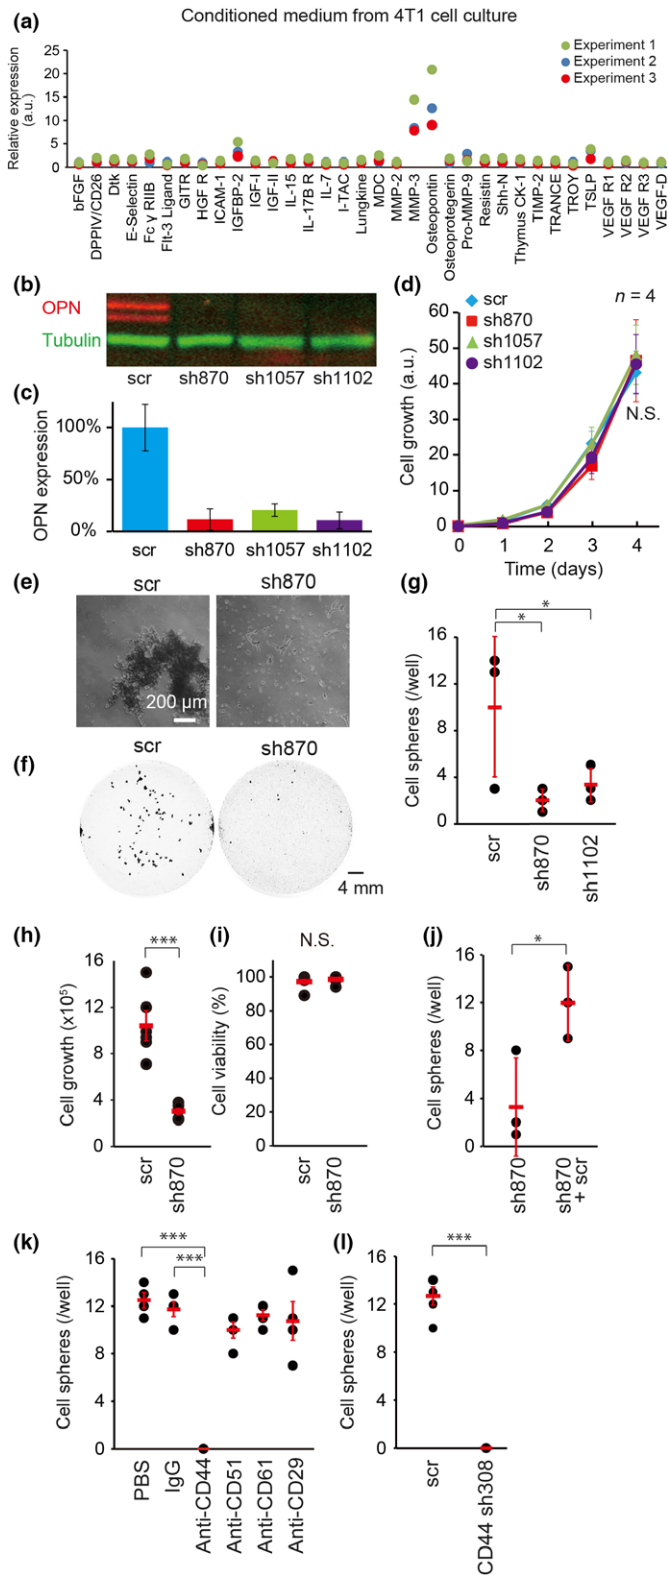 (a)
Conditioned medium from 4T1 cell culture
Relative expression
(a.u.)
25
20
15
10
5
0
Experiment 1
Experiment 2
Experiment 3
bFGF
DPPIV/CD26
Dtk
E-Selectin
Fc γ RIIB
Flt-3 Ligand
GITR
HGF R
ICAM-1
IGFBP-2
IGF-I
IGF-II
IL-15
IL-17B R
IL-7
I-TAC
Lungkine
MDC
MMP-2
MMP-3
Osteopontin
Osteoprotegerin
Pro-MMP-9
Resistin
Shh-N
Thymus CK-1
TIMP-2
TRANCE
TROY
TSLP
VEGF R1
VEGF R2
VEGF R3
VEGF-D
(b)
OPN
Tubulin
scr sh870 sh1057 sh1102
(c)
OPN expression
100%
50%
0%
scr sh870 sh1057 sh1102
(d)
scr
sh870
sh1057
sh1102
n = 4
Cell growth (a.u.)
60
50
40
30
20
10
0
N.S.
0 1 2 3 4
Time (days)
(e)
scr sh870
200 µm
(f)
scr sh870
4 mm
(g)
*
*
Cell spheres (/well)
16
12
8
4
0
scr
sh870
sh1102
(h)
***
Cell growth (x10⁵)
16
12
8
4
0
scr
sh870
(i)
N.S.
Cell viability (%)
100
80
60
40
20
0
scr
sh870
(j)
*
Cell spheres (/well)
16
12
8
4
0
sh870
sh870
+ scr
(k)
***
***
Cell spheres (/well)
16
12
8
4
0
PBS
IgG
Anti-CD44
Anti-CD51
Anti-CD61
Anti-CD29
(l)
***
Cell spheres (/well)
16
12
8
4
0
scr
CD44 sh308